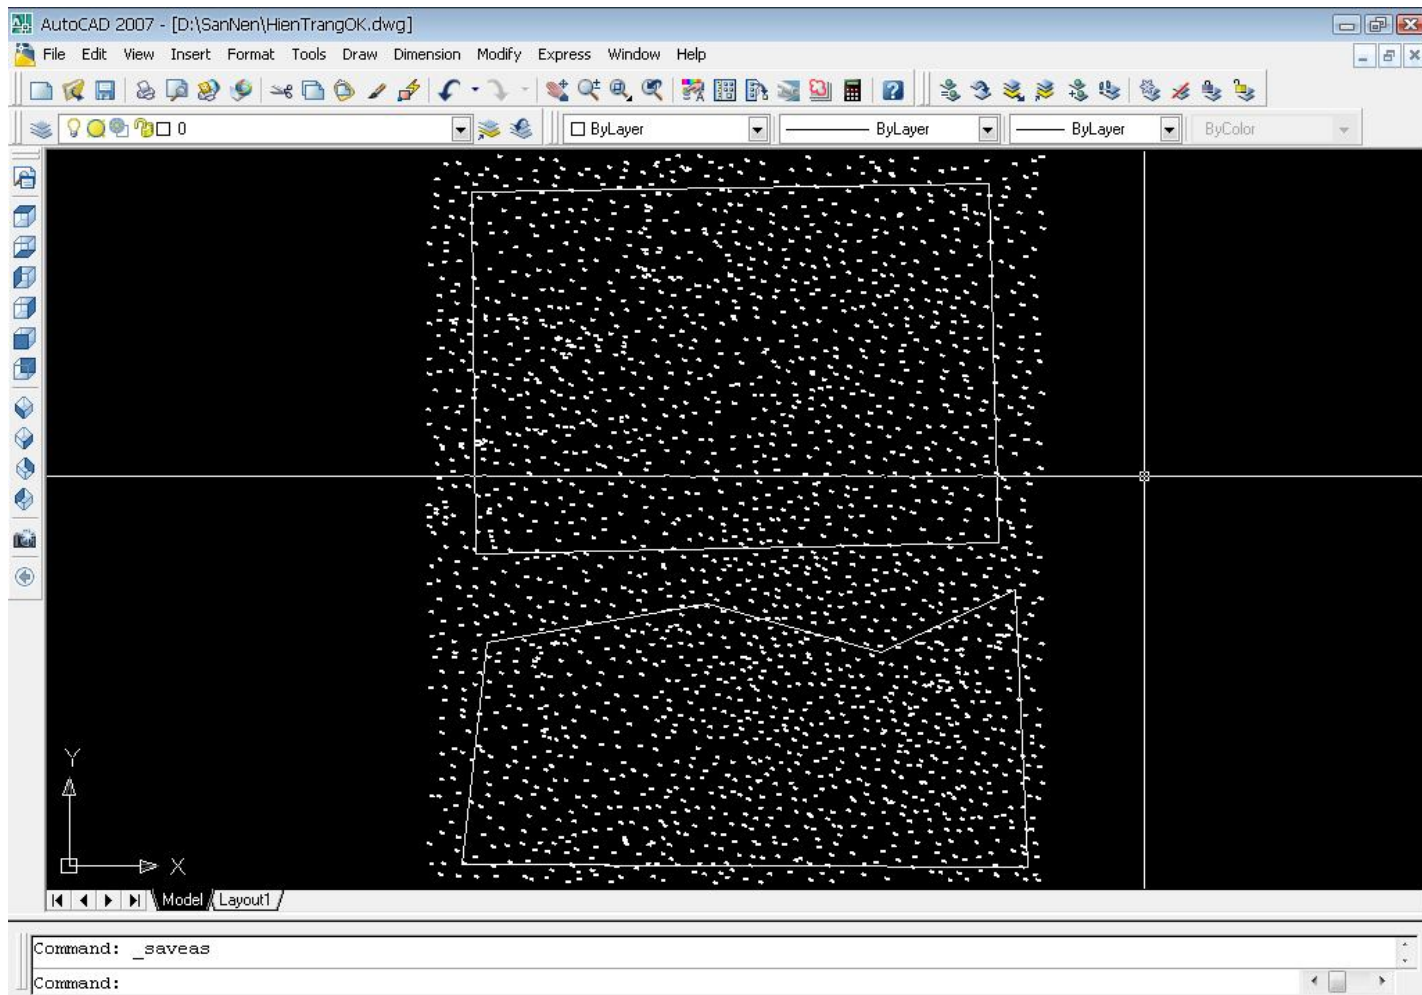 AutoCAD 2007 - [D:\SanNen\HienTrangOK.dwg]
File Edit View Insert Format Tools Draw Dimension Modify Express Window Help
0 ByLayer ByLayer ByLayer ByColor
Y
X
Model Layout1
Command: _saveas
Command: